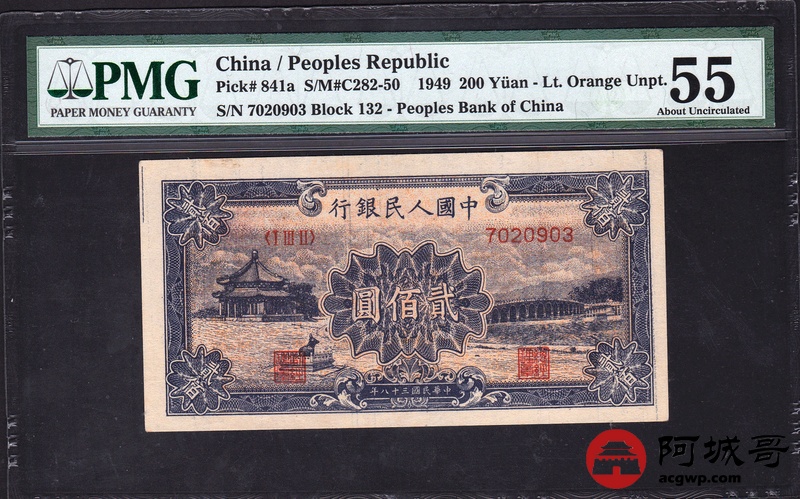 PMG
PAPER MONEY GUARANTY
China / Peoples Republic
Pick# 841a S/M#C282-50 1949 200 Yüan - Lt. Orange Unpt.
S/N 7020903 Block 132 - Peoples Bank of China
55
About Uncirculated
行銀民人國中
〈I III II〉
7020903
圓佰貳
年八十三國民華中
阿城哥
acgwp.com